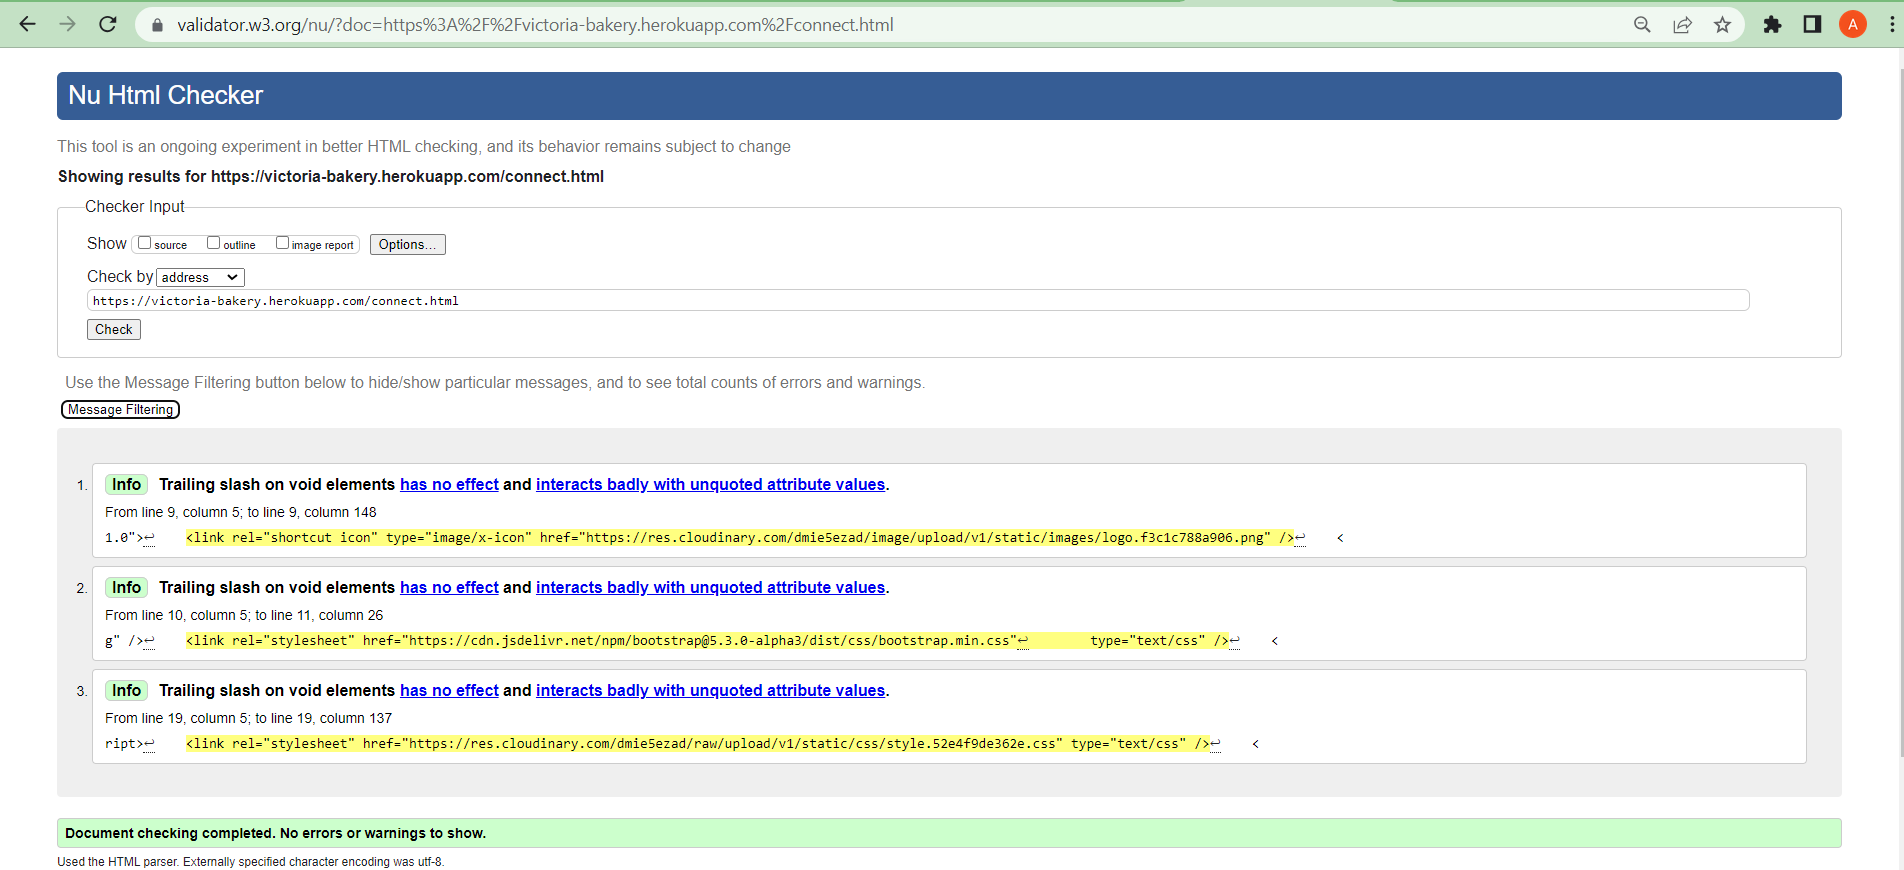 validator.w3.org/nu/?doc=https%3A%2F%2Fvictoria-bakery.herokuapp.com%2Fconnect.html
A
Nu Html Checker
This tool is an ongoing experiment in better HTML checking, and its behavior remains subject to change
Showing results for https://victoria-bakery.herokuapp.com/connect.html
Checker Input
Show source outline image report Options...
Check by address
https://victoria-bakery.herokuapp.com/connect.html
Check
Use the Message Filtering button below to hide/show particular messages, and to see total counts of errors and warnings.
Message Filtering
1. Info Trailing slash on void elements has no effect and interacts badly with unquoted attribute values.
From line 9, column 5; to line 9, column 148
1.0">↩ <link rel="shortcut icon" type="image/x-icon" href="https://res.cloudinary.com/dmie5ezad/image/upload/v1/static/images/logo.f3c1c788a906.png" />↩ <
2. Info Trailing slash on void elements has no effect and interacts badly with unquoted attribute values.
From line 10, column 5; to line 11, column 26
g" />↩ <link rel="stylesheet" href="https://cdn.jsdelivr.net/npm/bootstrap@5.3.0-alpha3/dist/css/bootstrap.min.css"↩ type="text/css" />↩ <
3. Info Trailing slash on void elements has no effect and interacts badly with unquoted attribute values.
From line 19, column 5; to line 19, column 137
ript>↩ <link rel="stylesheet" href="https://res.cloudinary.com/dmie5ezad/raw/upload/v1/static/css/style.52e4f9de362e.css" type="text/css" />↩ <
Document checking completed. No errors or warnings to show.
Used the HTML parser. Externally specified character encoding was utf-8.